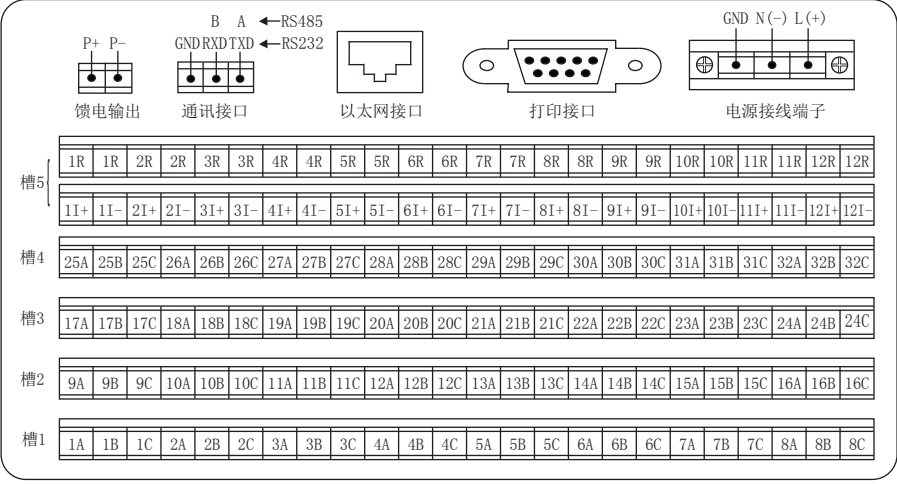 B A ←RS485
P+ P- GND RXD TXD ←RS232 GND N(-) L(+)
馈电输出 通讯接口 以太网接口 打印接口 电源接线端子
1R 1R 2R 2R 3R 3R 4R 4R 5R 5R 6R 6R 7R 7R 8R 8R 9R 9R 10R 10R 11R 11R 12R 12R
槽5
1I+ 1I- 2I+ 2I- 3I+ 3I- 4I+ 4I- 5I+ 5I- 6I+ 6I- 7I+ 7I- 8I+ 8I- 9I+ 9I- 10I+ 10I- 11I+ 11I- 12I+ 12I-
槽4 25A 25B 25C 26A 26B 26C 27A 27B 27C 28A 28B 28C 29A 29B 29C 30A 30B 30C 31A 31B 31C 32A 32B 32C
槽3 17A 17B 17C 18A 18B 18C 19A 19B 19C 20A 20B 20C 21A 21B 21C 22A 22B 22C 23A 23B 23C 24A 24B 24C
槽2 9A 9B 9C 10A 10B 10C 11A 11B 11C 12A 12B 12C 13A 13B 13C 14A 14B 14C 15A 15B 15C 16A 16B 16C
槽1 1A 1B 1C 2A 2B 2C 3A 3B 3C 4A 4B 4C 5A 5B 5C 6A 6B 6C 7A 7B 7C 8A 8B 8C